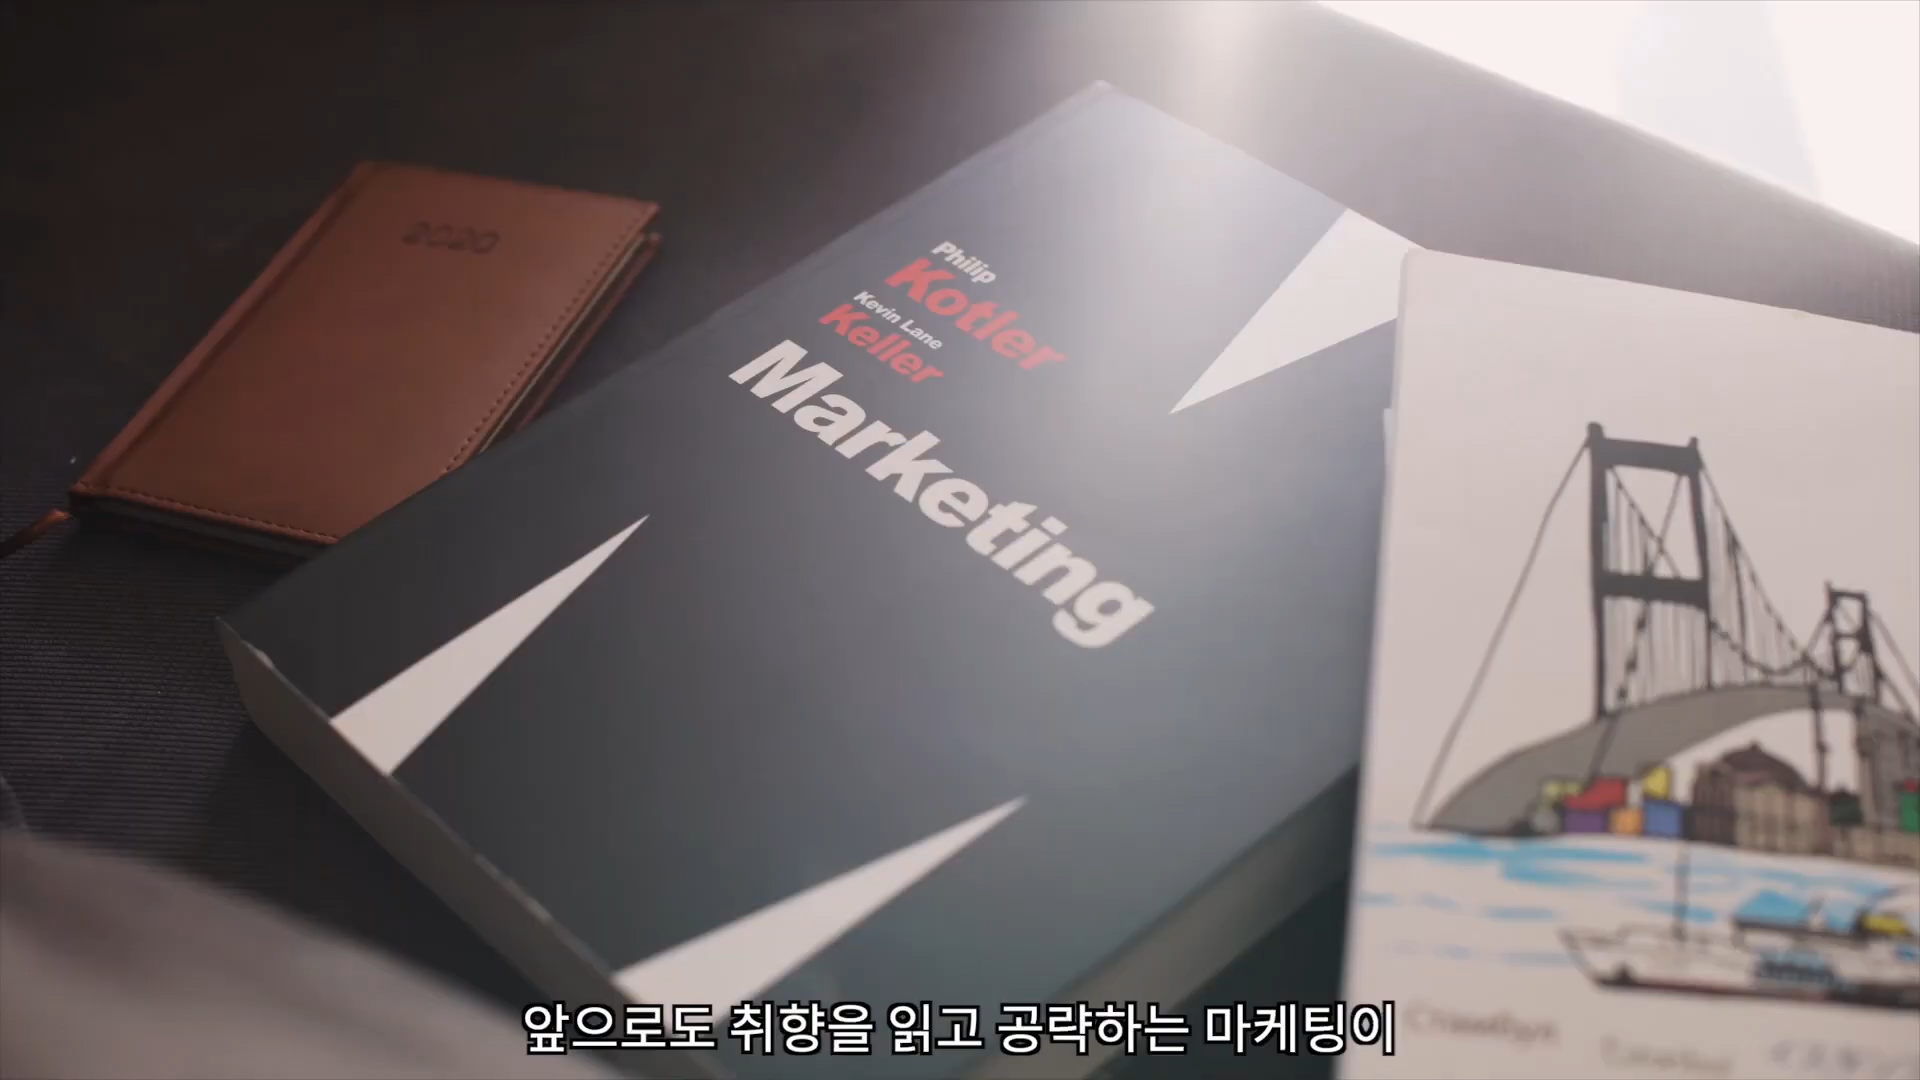 2020
Philip
Kotler
Kevin Lane
Keller
Marketing
Стамбул
앞으로도 취향을 읽고 공략하는 마케팅이